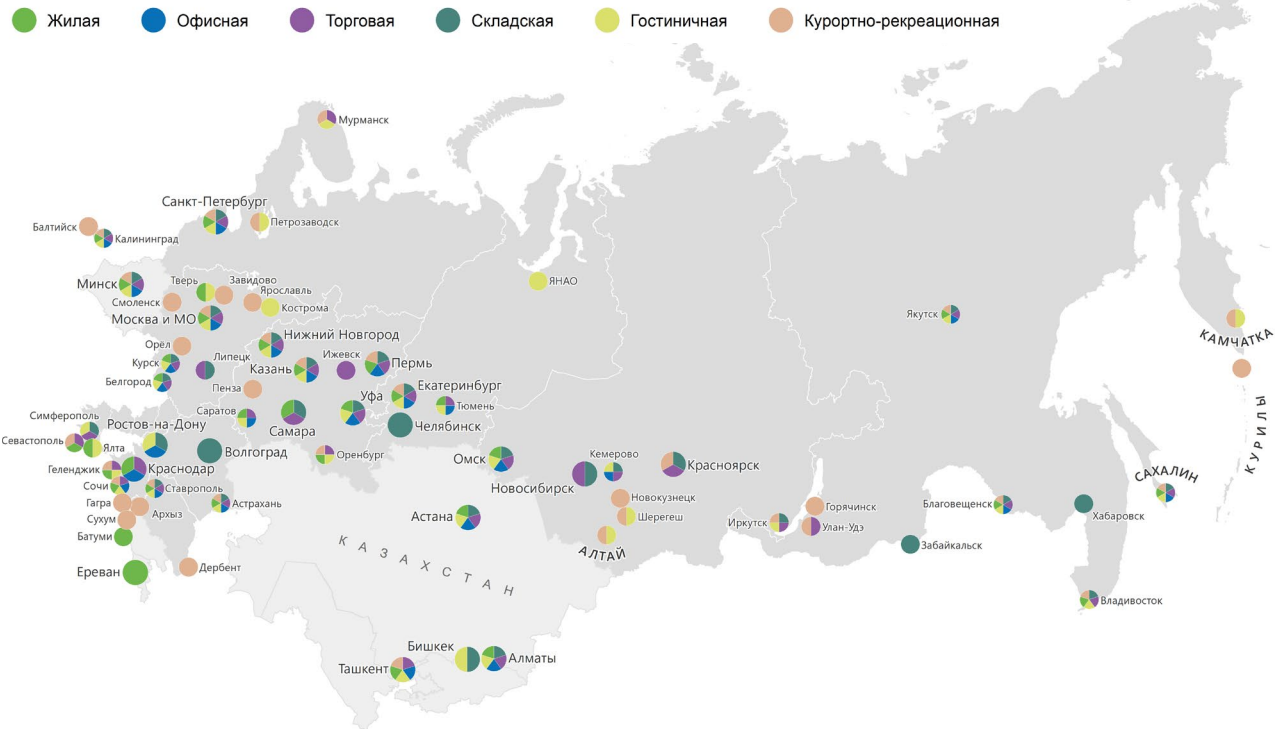 Жилая
Офисная
Торговая
Складская
Гостиничная
Курортно-рекреационная
Мурманск
Санкт-Петербург
Петрозаводск
Балтийск
Калининград
Минск
Тверь
Завидово
Ярославль
Смоленск
Кострома
Москва и МО
ЯНАО
Якутск
КАМЧАТКА
КУРИЛЫ
Нижний Новгород
Орёл
Липецк
Ижевск
Курск
Казань
Пермь
Белгород
Пенза
Екатеринбург
Уфа
Тюмень
Саратов
Самара
Челябинск
Симферополь
Ростов-на-Дону
Севастополь
Ялта
Волгоград
Оренбург
Омск
Кемерово
Красноярск
Геленджик
Краснодар
Новосибирск
Сочи
Ставрополь
Новокузнецк
Гагра
Архыз
Астрахань
Шерегеш
Сухум
Астана
АЛТАЙ
Батуми
Горячинск
Иркутск
Улан-Удэ
Благовещенск
САХАЛИН
Хабаровск
Забайкальск
Ереван
Дербент
КАЗАХСТАН
Владивосток
Бишкек
Алматы
Ташкент